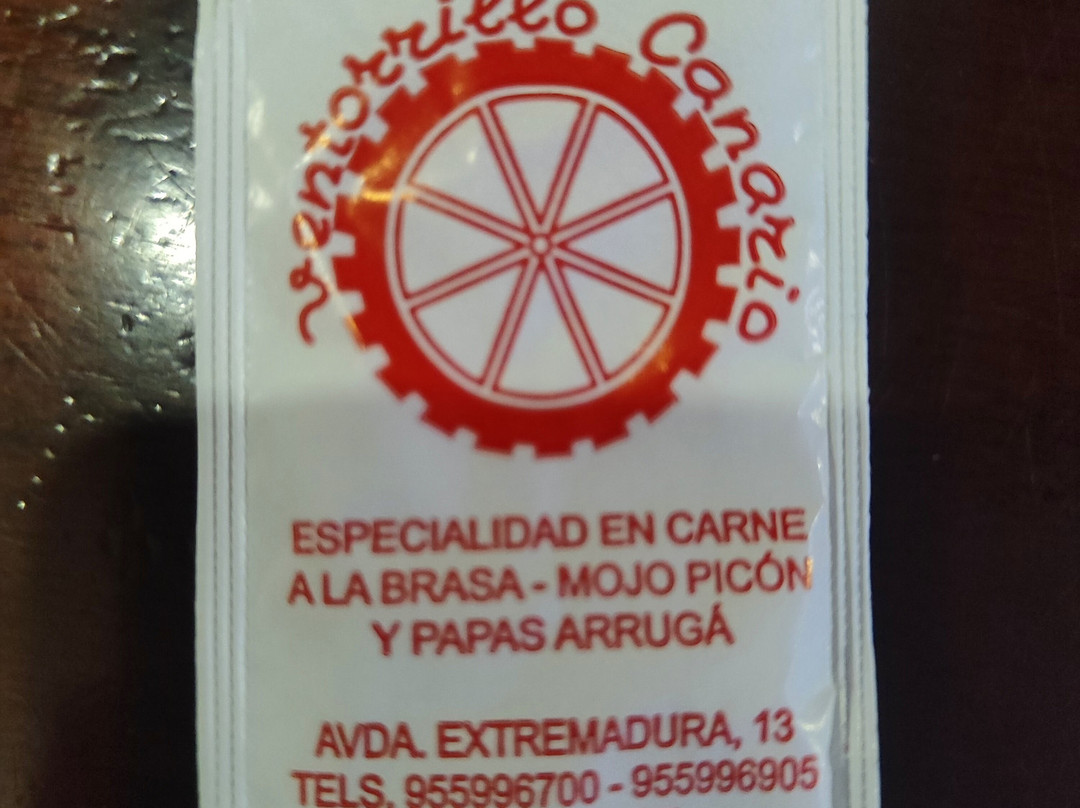 ventorrillo Canario
ESPECIALIDAD EN CARNE
A LA BRASA - MOJO PICÓN
Y PAPAS ARRUGÁ
AVDA. EXTREMADURA, 13
TELS. 955996700 - 955996905